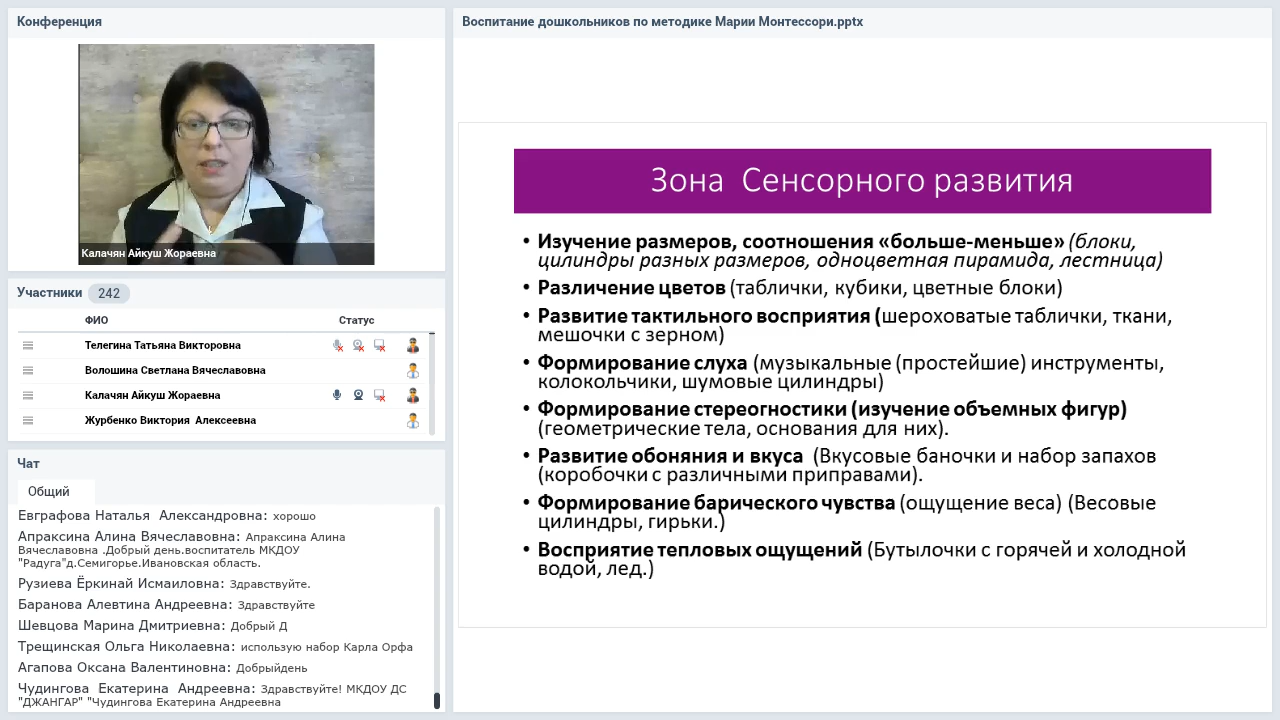 Конференция
Калачян Айкуш Жораевна
Участники 242
ФИО Статус
Телегина Татьяна Викторовна
Волошина Светлана Вячеславовна
Калачян Айкуш Жораевна
Журбенко Виктория Алексеевна
Чат
Общий
Евграфова Наталья Александровна: хорошо
Апраксина Алина Вячеславовна: Апраксина Алина
Вячеславовна .Добрый день.воспитатель МКДОУ
"Радуга"д.Семигорье.Ивановская область.
Рузиева Ёркинай Исмаиловна: Здравствуйте.
Баранова Алевтина Андреевна: Здравствуйте
Шевцова Марина Дмитриевна: Добрый Д
Трещинская Ольга Николаевна: использую набор Карла Орфа
Агапова Оксана Валентиновна: Добрыйдень
Чудингова Екатерина Андреевна: Здравствуйте! МКДОУ ДС
"ДЖАНГАР" "Чудингова Екатерина Андреевна
Воспитание дошкольников по методике Марии Монтессори.pptx
Зона Сенсорного развития
• Изучение размеров, соотношения «больше-меньше» (блоки,
цилиндры разных размеров, одноцветная пирамида, лестница)
• Различение цветов (таблички, кубики, цветные блоки)
• Развитие тактильного восприятия (шероховатые таблички, ткани,
мешочки с зерном)
• Формирование слуха (музыкальные (простейшие) инструменты,
колокольчики, шумовые цилиндры)
• Формирование стереогностики (изучение объемных фигур)
(геометрические тела, основания для них).
• Развитие обоняния и вкуса (Вкусовые баночки и набор запахов
(коробочки с различными приправами).
• Формирование барического чувства (ощущение веса) (Весовые
цилиндры, гирьки.)
• Восприятие тепловых ощущений (Бутылочки с горячей и холодной
водой, лед.)